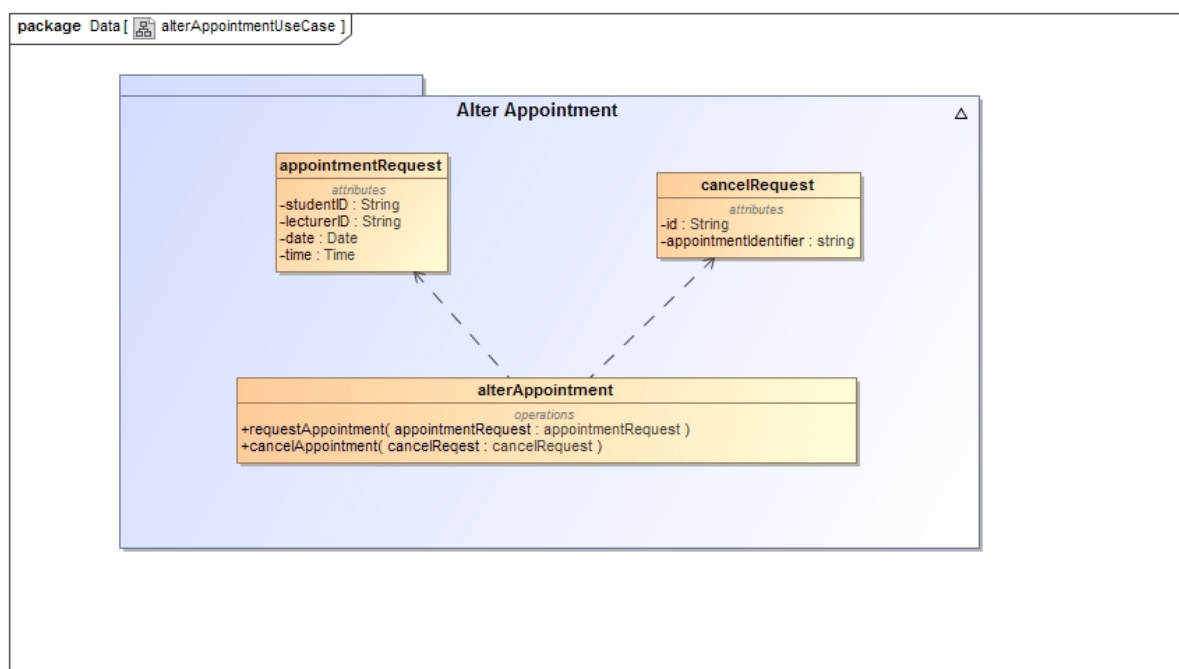 package Data [ alterAppointmentUseCase ]
Alter Appointment
appointmentRequest
attributes
-studentID : String
-lecturerID : String
-date : Date
-time : Time
cancelRequest
attributes
-id : String
-appointmentIdentifier : string
alterAppointment
operations
+requestAppointment( appointmentRequest : appointmentRequest )
+cancelAppointment( cancelReqest : cancelRequest )